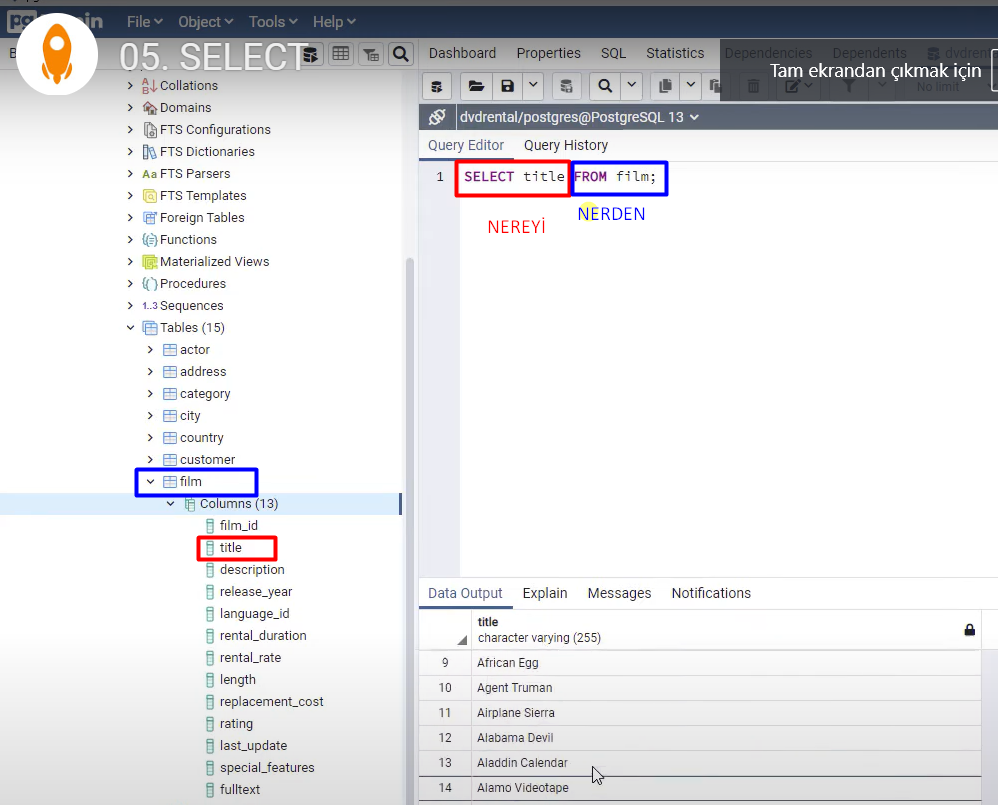 pgAdmin
File Object Tools Help
B
05. SELECT
Dashboard Properties SQL Statistics Dependencies Dependents dvdrent
Tam ekrandan çıkmak için
No limit
dvdrental/postgres@PostgreSQL 13
Query Editor Query History
1 SELECT title FROM film;
NEREYİ
NERDEN
Collations
Domains
FTS Configurations
FTS Dictionaries
Aa FTS Parsers
FTS Templates
Foreign Tables
Functions
Materialized Views
Procedures
1..3 Sequences
Tables (15)
actor
address
category
city
country
customer
film
Columns (13)
film_id
title
description
release_year
language_id
rental_duration
rental_rate
length
replacement_cost
rating
last_update
special_features
fulltext
Data Output Explain Messages Notifications
title
character varying (255)
9 African Egg
10 Agent Truman
11 Airplane Sierra
12 Alabama Devil
13 Aladdin Calendar
14 Alamo Videotape